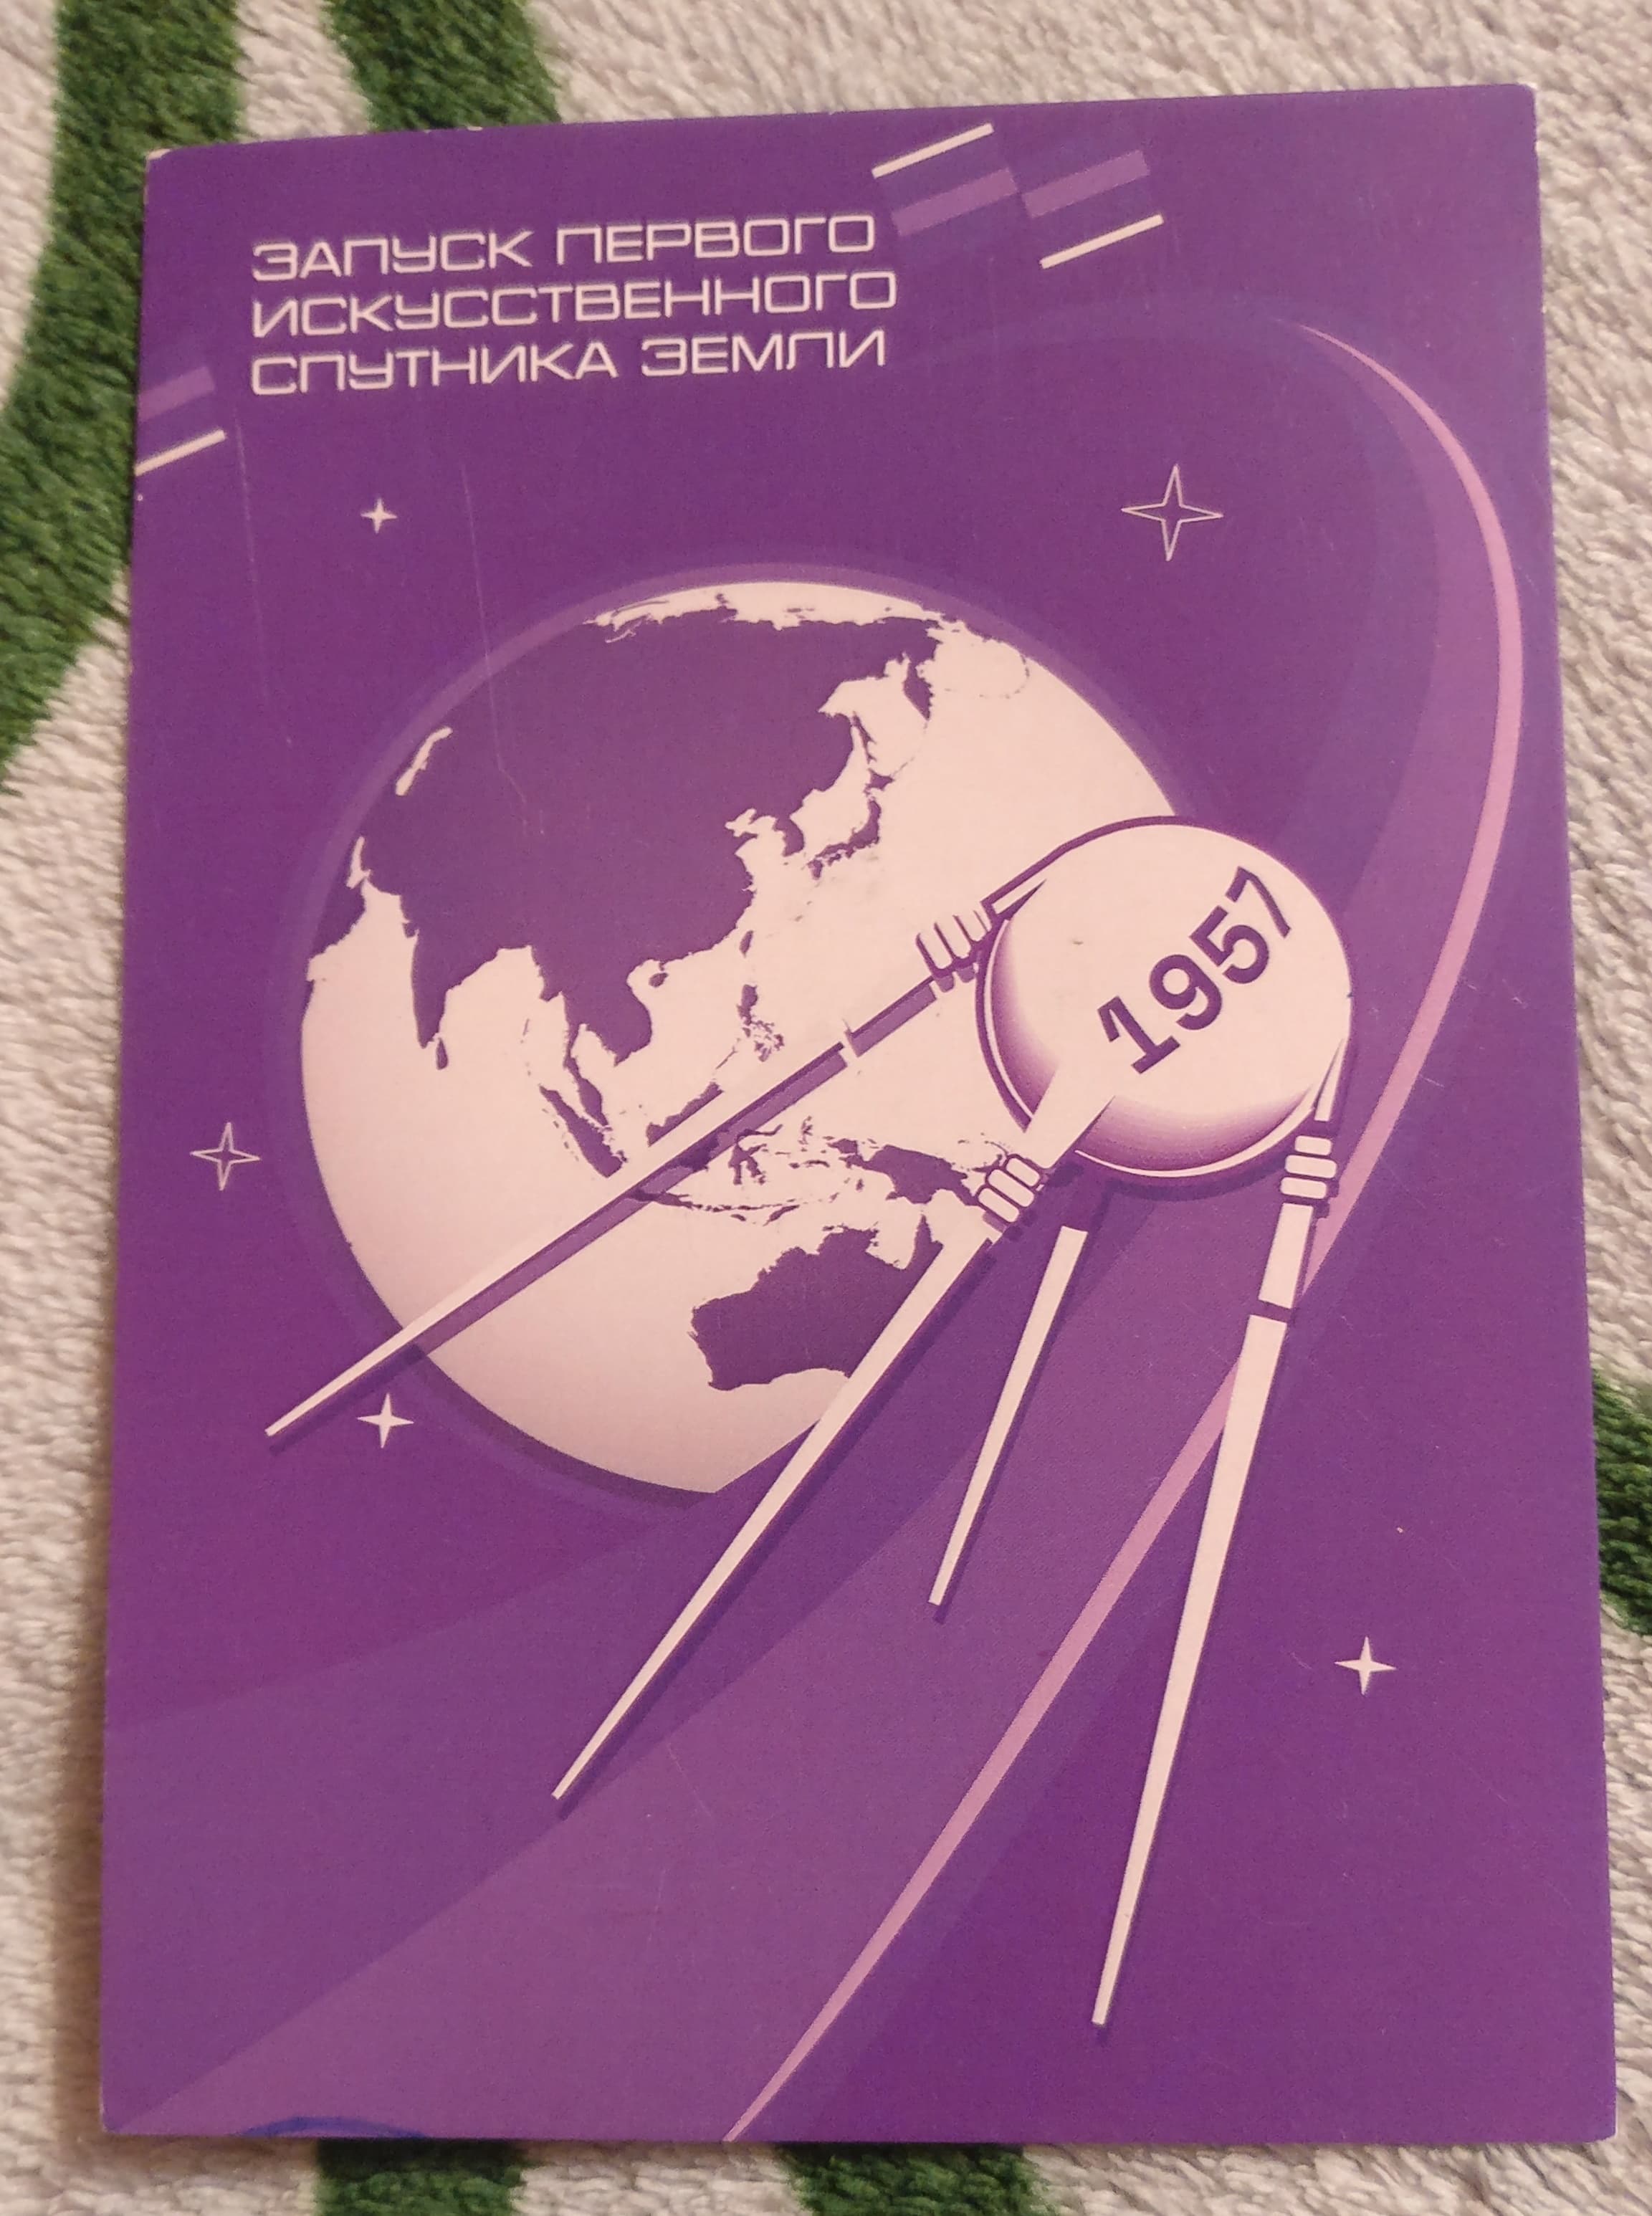 ЗАПУСК ПЕРВОГО
ИСКУССТВЕННОГО
СПУТНИКА ЗЕМЛИ
1957